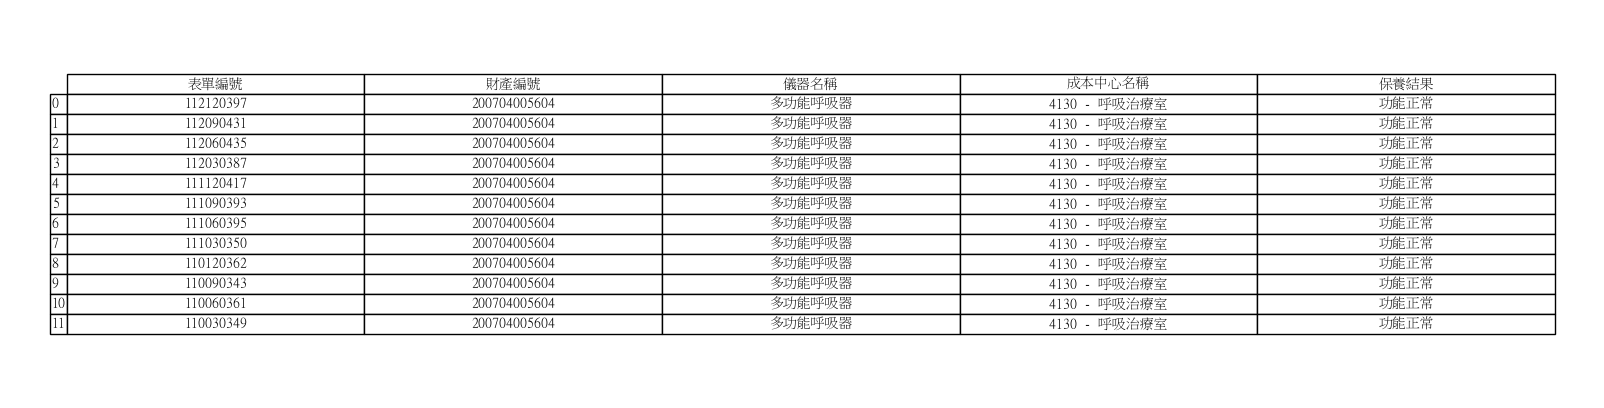 表單編號 財產編號 儀器名稱 成本中心名稱 保養結果
0 112120397 200704005604 多功能呼吸器 4130 - 呼吸治療室 功能正常
1 112090431 200704005604 多功能呼吸器 4130 - 呼吸治療室 功能正常
2 112060435 200704005604 多功能呼吸器 4130 - 呼吸治療室 功能正常
3 112030387 200704005604 多功能呼吸器 4130 - 呼吸治療室 功能正常
4 111120417 200704005604 多功能呼吸器 4130 - 呼吸治療室 功能正常
5 111090393 200704005604 多功能呼吸器 4130 - 呼吸治療室 功能正常
6 111060395 200704005604 多功能呼吸器 4130 - 呼吸治療室 功能正常
7 111030350 200704005604 多功能呼吸器 4130 - 呼吸治療室 功能正常
8 110120362 200704005604 多功能呼吸器 4130 - 呼吸治療室 功能正常
9 110090343 200704005604 多功能呼吸器 4130 - 呼吸治療室 功能正常
10 110060361 200704005604 多功能呼吸器 4130 - 呼吸治療室 功能正常
11 110030349 200704005604 多功能呼吸器 4130 - 呼吸治療室 功能正常